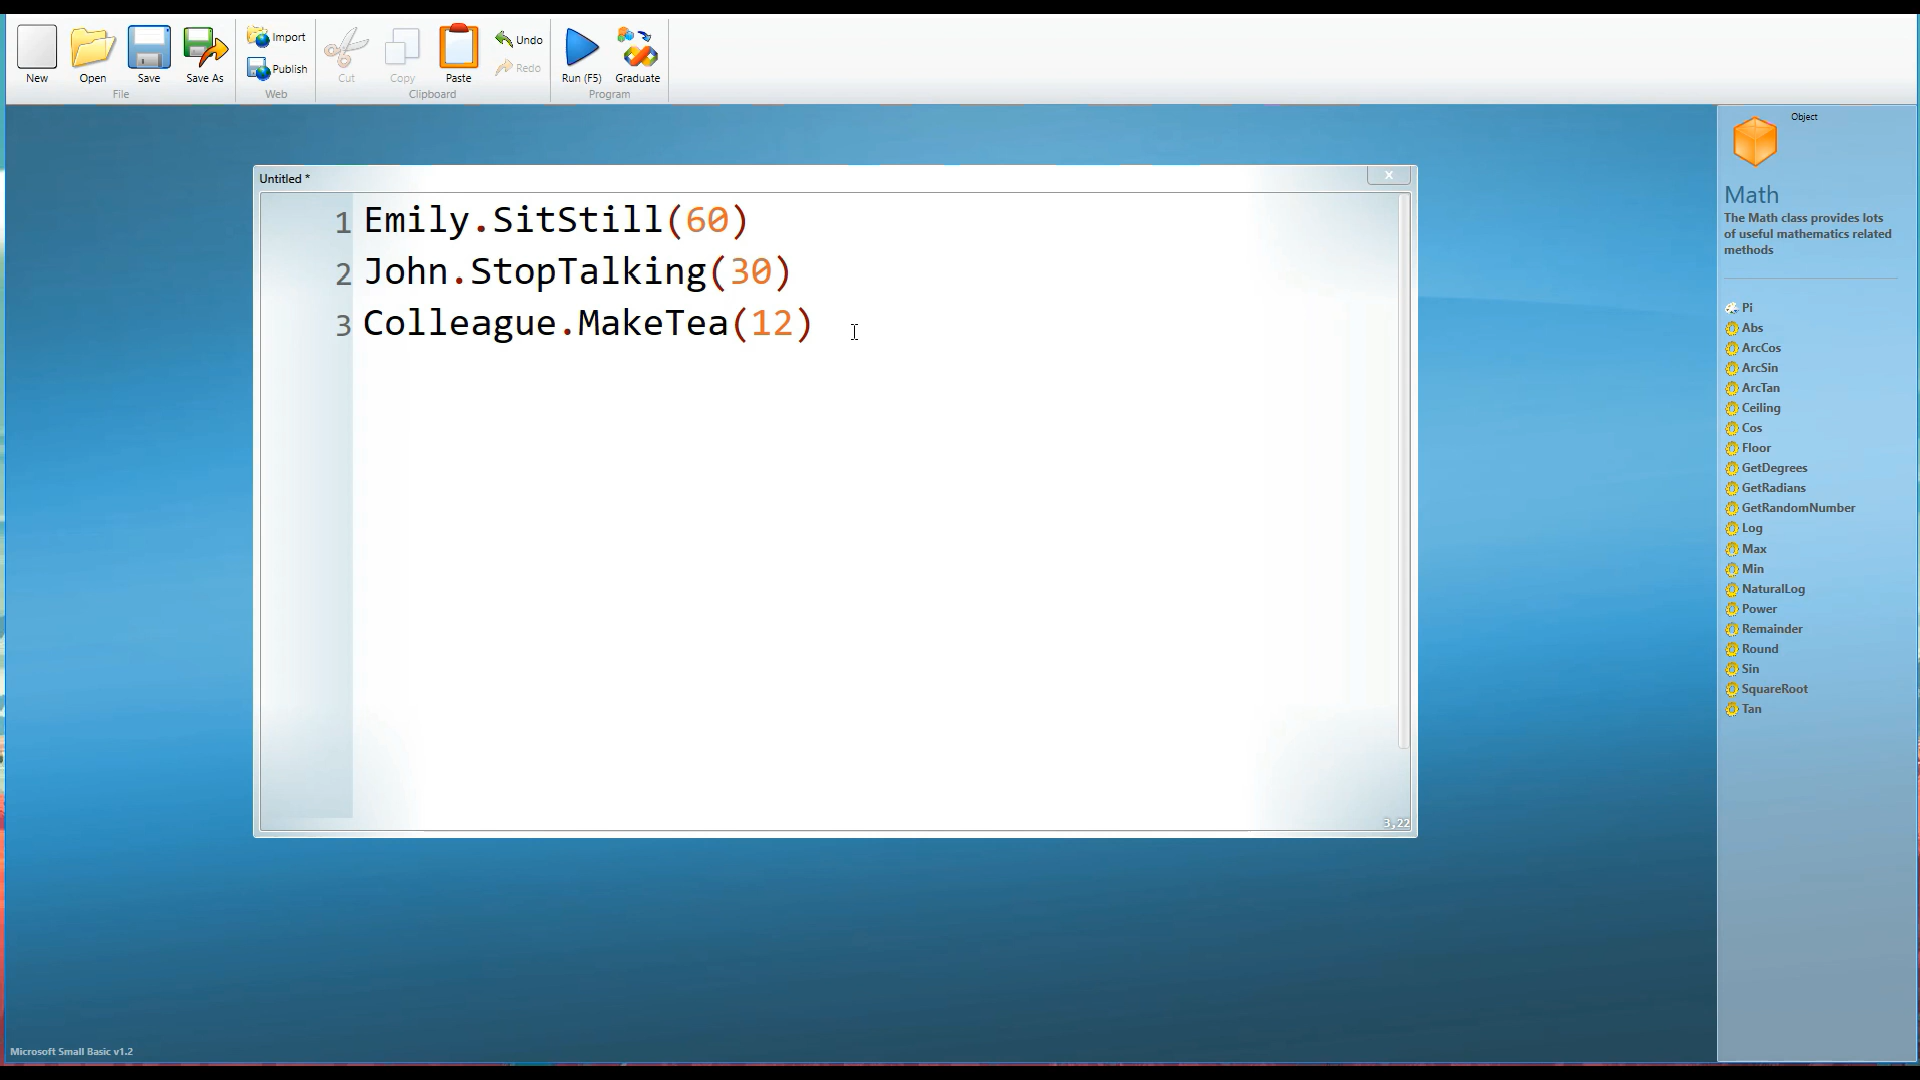 New
Open
Save
Save As
File
Import
Publish
Web
Cut
Copy
Paste
Undo
Redo
Clipboard
Run (F5)
Graduate
Program
Untitled *
x
1 Emily.SitStill(60)
2 John.StopTalking(30)
3 Colleague.MakeTea(12)
3,22
Object
Math
The Math class provides lots
of useful mathematics related
methods
Pi
Abs
ArcCos
ArcSin
ArcTan
Ceiling
Cos
Floor
GetDegrees
GetRadians
GetRandomNumber
Log
Max
Min
NaturalLog
Power
Remainder
Round
Sin
SquareRoot
Tan
Microsoft Small Basic v1.2